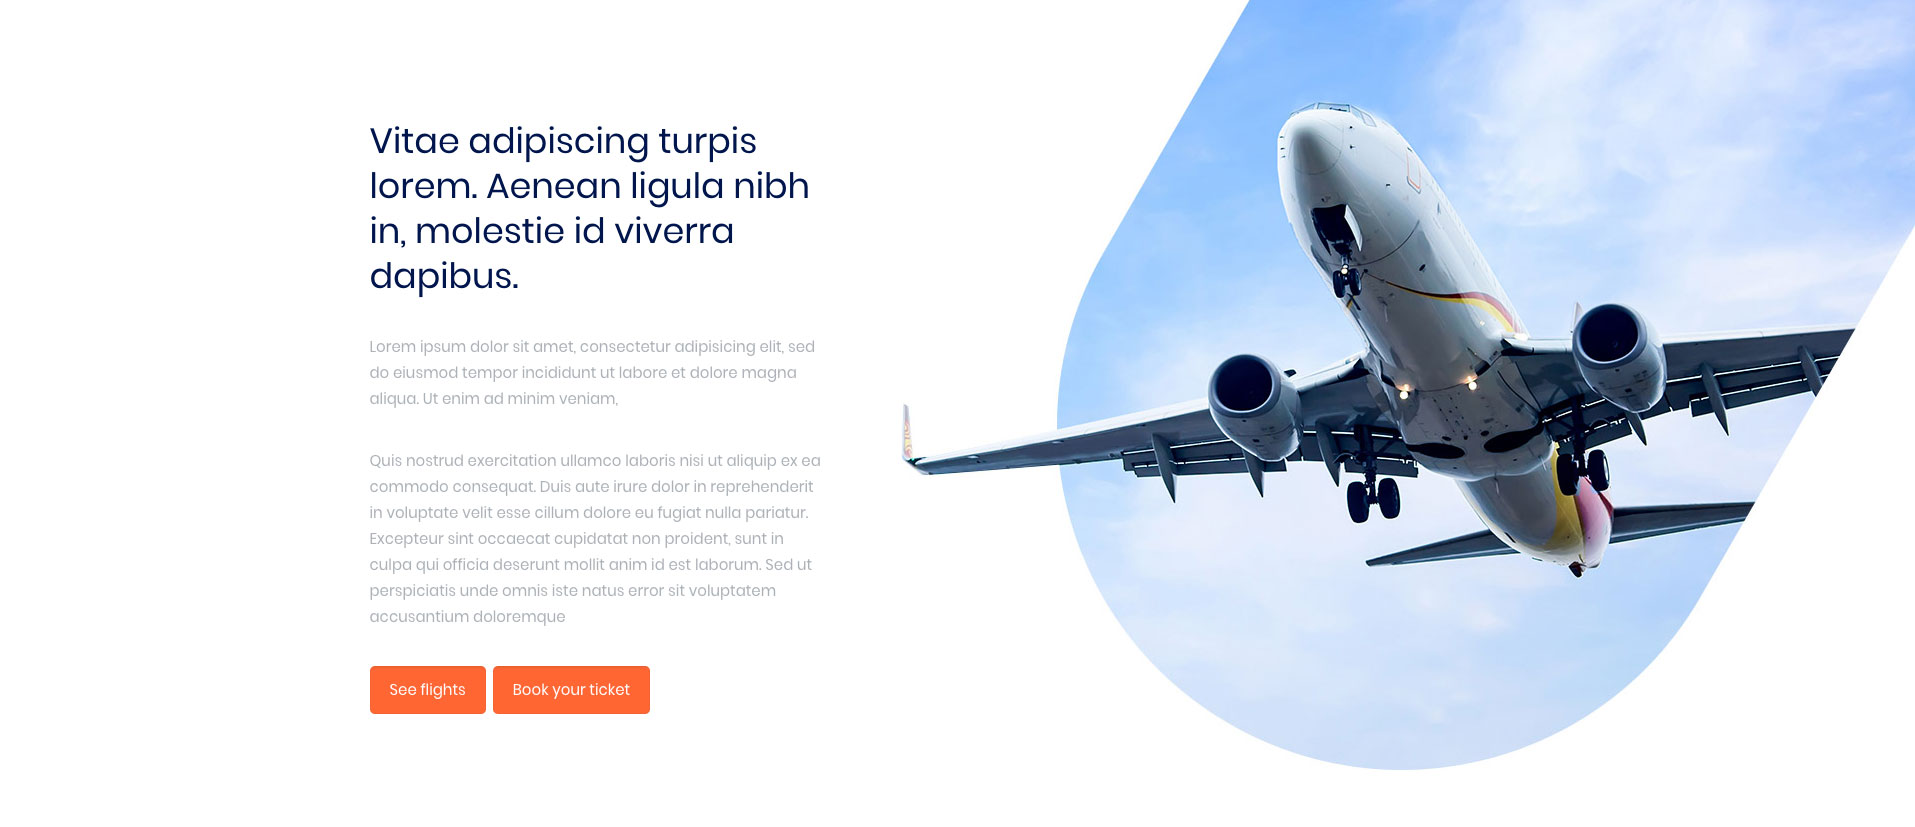 Vitae adipiscing turpis
lorem. Aenean ligula nibh
in, molestie id viverra
dapibus.
Lorem ipsum dolor sit amet, consectetur adipisicing elit, sed
do eiusmod tempor incididunt ut labore et dolore magna
aliqua. Ut enim ad minim veniam,
Quis nostrud exercitation ullamco laboris nisi ut aliquip ex ea
commodo consequat. Duis aute irure dolor in reprehenderit
in voluptate velit esse cillum dolore eu fugiat nulla pariatur.
Excepteur sint occaecat cupidatat non proident, sunt in
culpa qui officia deserunt mollit anim id est laborum. Sed ut
perspiciatis unde omnis iste natus error sit voluptatem
accusantium doloremque
See flights
Book your ticket